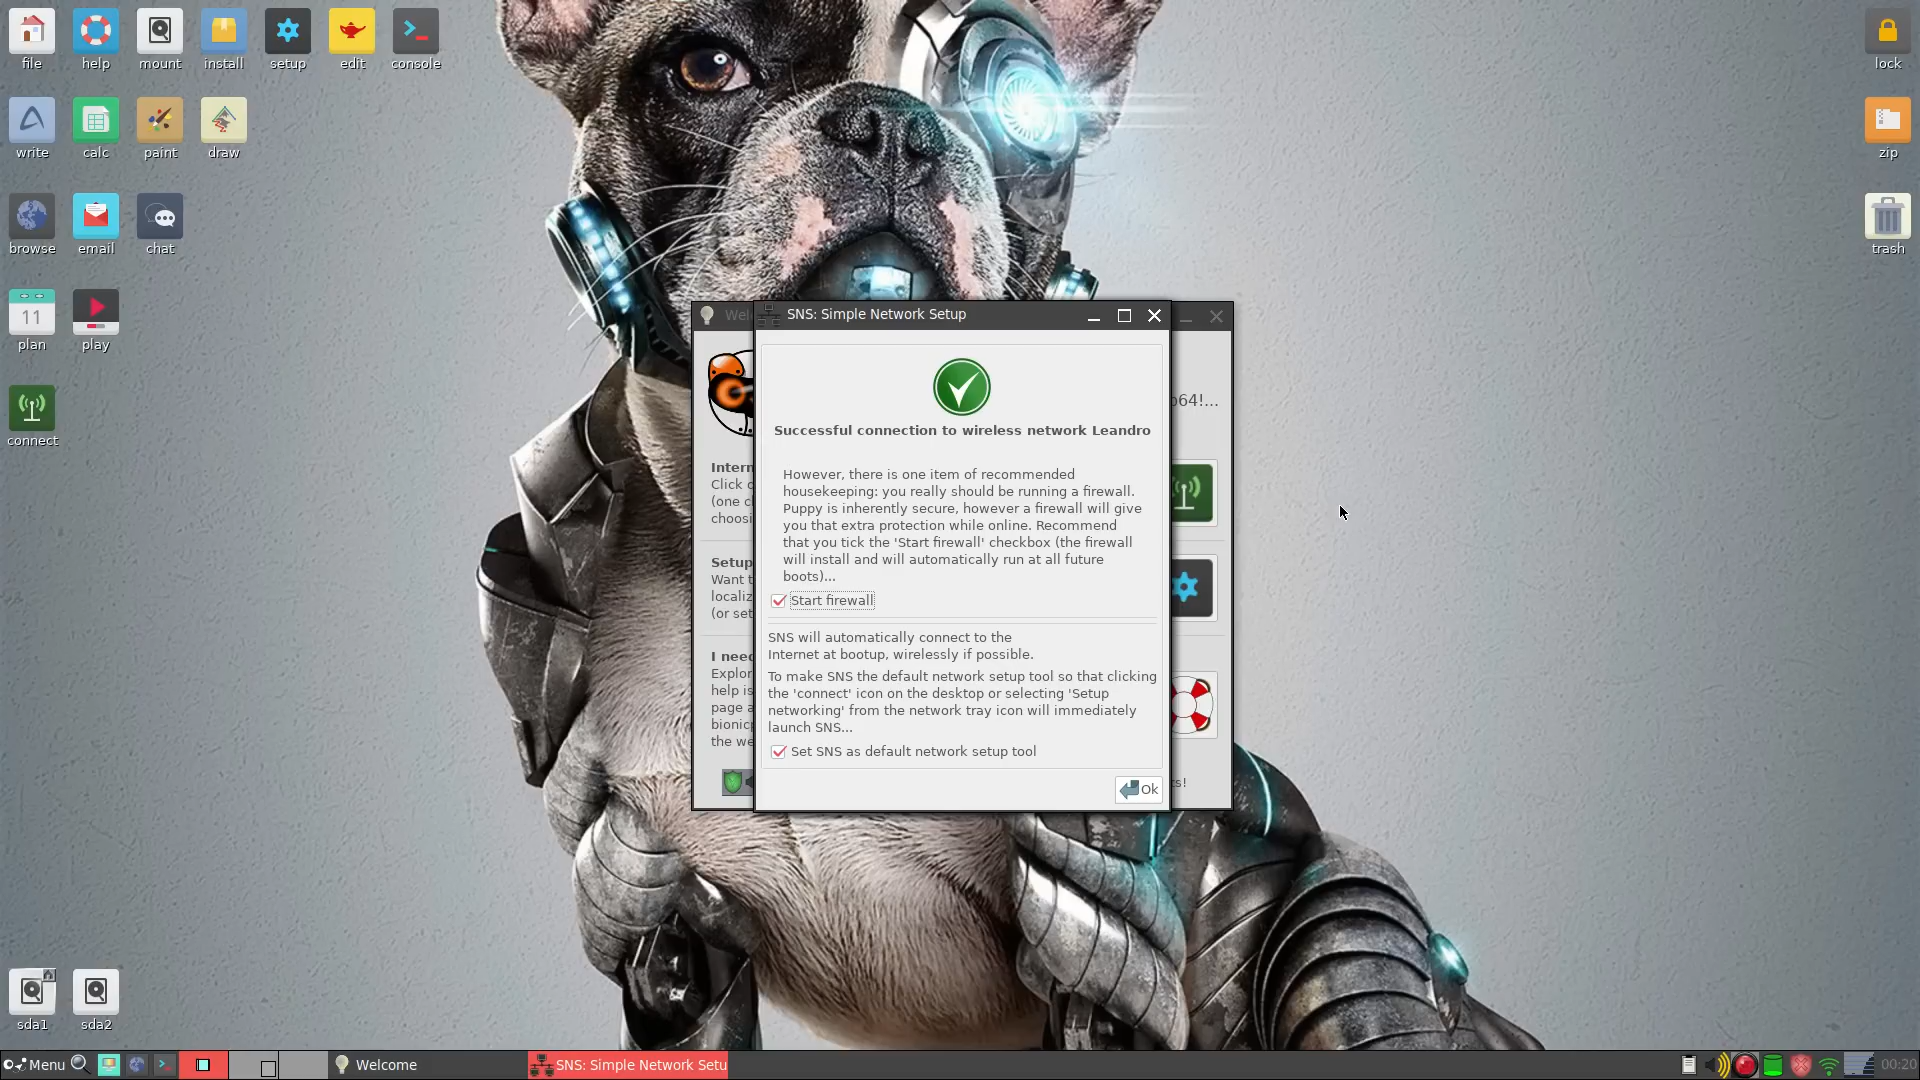 file
help
mount
install
setup
edit
console
lock
write
calc
paint
draw
zip
browse
email
chat
trash
11
plan
play
connect
SNS: Simple Network Setup
Successful connection to wireless network Leandro
However, there is one item of recommended
housekeeping: you really should be running a firewall.
Puppy is inherently secure, however a firewall will give
you that extra protection while online. Recommend
that you tick the 'Start firewall' checkbox (the firewall
will install and will automatically run at all future
boots)...
Start firewall
SNS will automatically connect to the
Internet at bootup, wirelessly if possible.
To make SNS the default network setup tool so that clicking
the 'connect' icon on the desktop or selecting 'Setup
networking' from the network tray icon will immediately
launch SNS...
Set SNS as default network setup tool
Ok
Wel
64!...
Intern
Click
(one c
choosi
Setup
Want t
localiz
(or set
I need
Explor
help is
page a
bionic
the we
s!
sda1
sda2
Menu
Welcome
SNS: Simple Network Setu
00:20